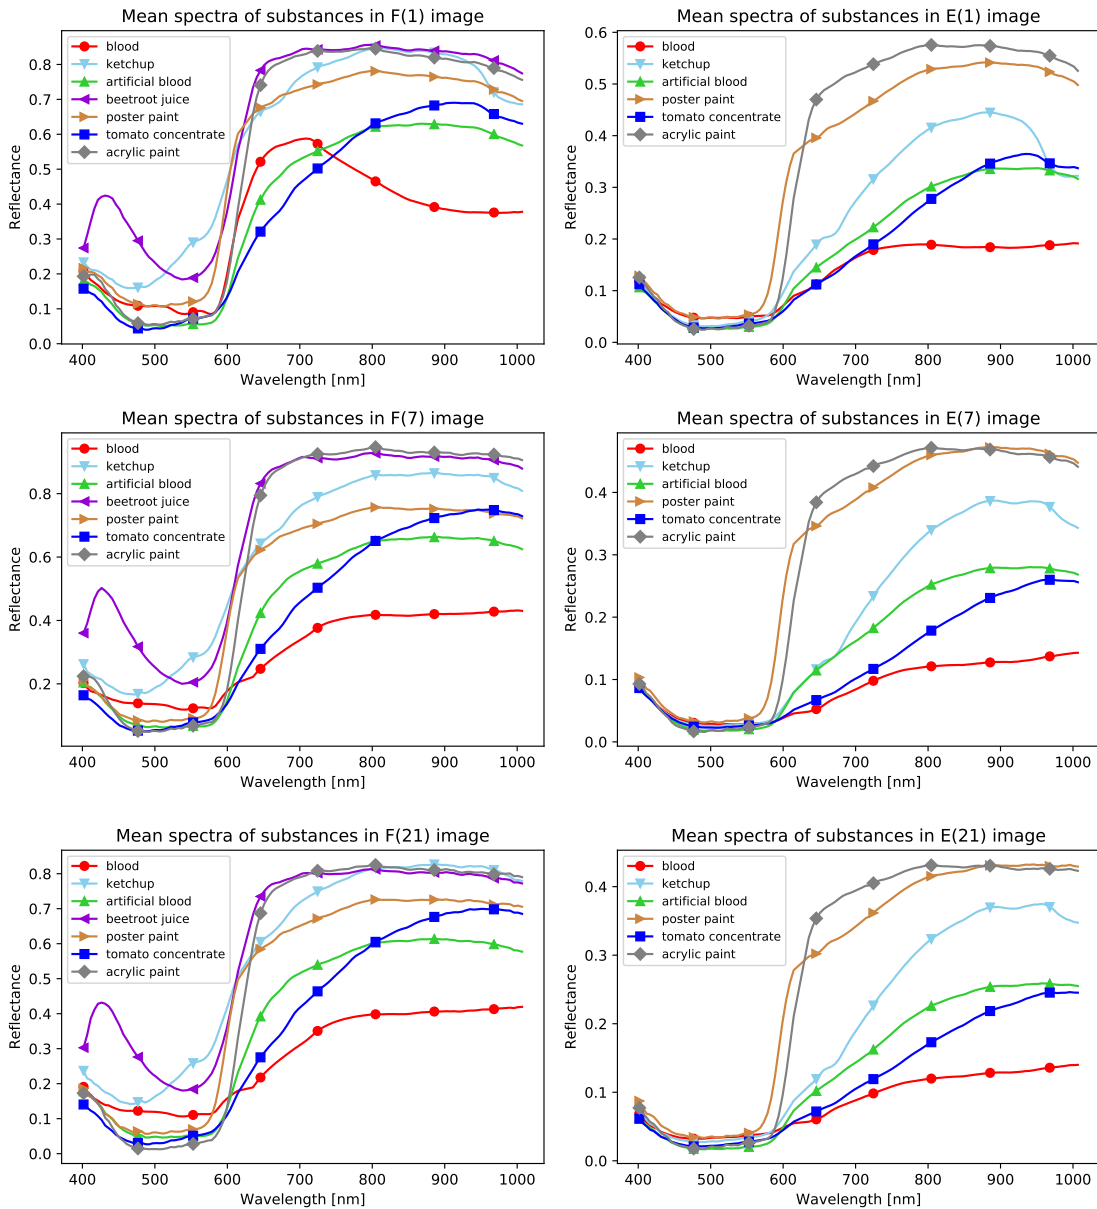 Mean spectra of substances in F(1) image
blood
ketchup
artificial blood
beetroot juice
poster paint
tomato concentrate
acrylic paint
Reflectance
0.8
0.7
0.6
0.5
0.4
0.3
0.2
0.1
0.0
400 500 600 700 800 900 1000
Wavelength [nm]
Mean spectra of substances in E(1) image
blood
ketchup
artificial blood
poster paint
tomato concentrate
acrylic paint
Reflectance
0.6
0.5
0.4
0.3
0.2
0.1
0.0
400 500 600 700 800 900 1000
Wavelength [nm]
Mean spectra of substances in F(7) image
blood
ketchup
artificial blood
beetroot juice
poster paint
tomato concentrate
acrylic paint
Reflectance
0.8
0.6
0.4
0.2
400 500 600 700 800 900 1000
Wavelength [nm]
Mean spectra of substances in E(7) image
blood
ketchup
artificial blood
poster paint
tomato concentrate
acrylic paint
Reflectance
0.4
0.3
0.2
0.1
0.0
400 500 600 700 800 900 1000
Wavelength [nm]
Mean spectra of substances in F(21) image
blood
ketchup
artificial blood
beetroot juice
poster paint
tomato concentrate
acrylic paint
Reflectance
0.8
0.7
0.6
0.5
0.4
0.3
0.2
0.1
0.0
400 500 600 700 800 900 1000
Wavelength [nm]
Mean spectra of substances in E(21) image
blood
ketchup
artificial blood
poster paint
tomato concentrate
acrylic paint
Reflectance
0.4
0.3
0.2
0.1
0.0
400 500 600 700 800 900 1000
Wavelength [nm]